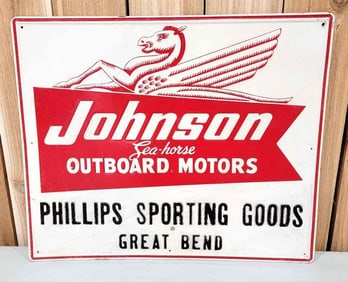 Johnson
Sea-horse
OUTBOARD MOTORS
PHILLIPS SPORTING GOODS
GREAT BEND